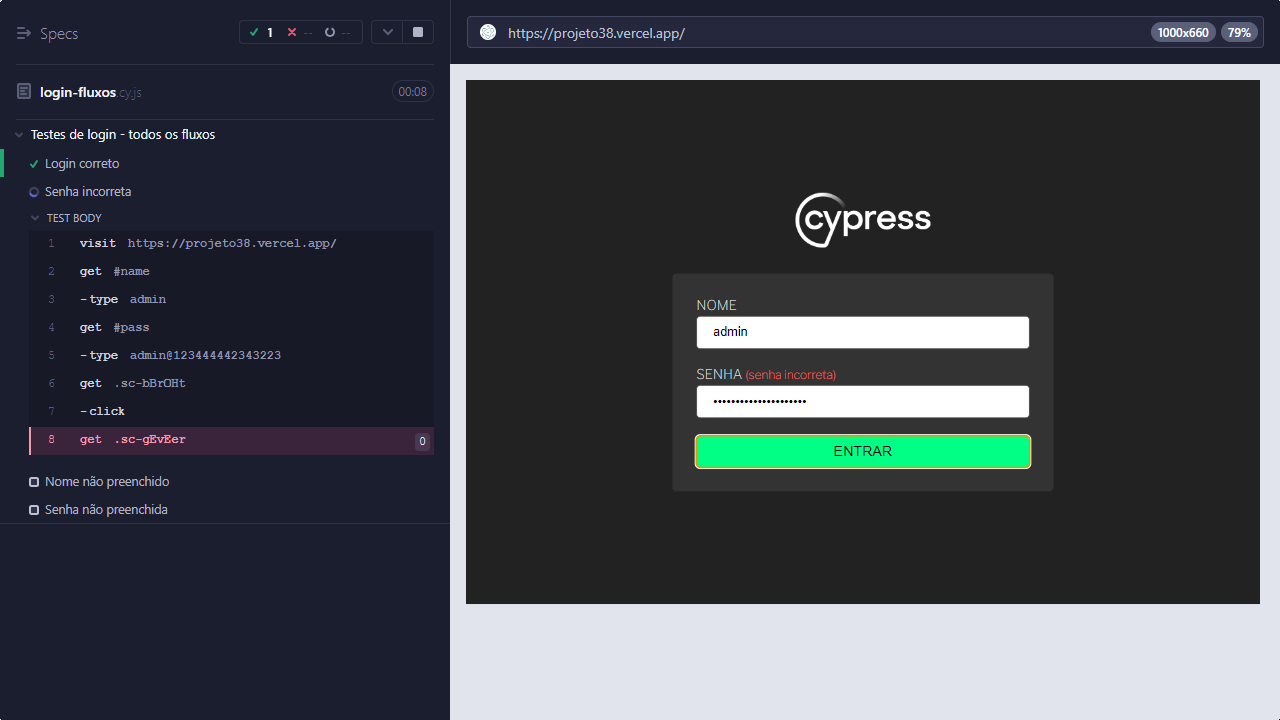 Specs
1 -- --
https://projeto38.vercel.app/
1000x660
79%
login-fluxos.cy.js
00:08
Testes de login - todos os fluxos
Login correto
Senha incorreta
TEST BODY
1 visit https://projeto38.vercel.app/
2 get #name
3 -type admin
4 get #pass
5 -type admin@123444442343223
6 get .sc-bBrOHt
7 -click
8 get .sc-gEvEer 0
Nome não preenchido
Senha não preenchida
cypress
NOME
admin
SENHA (senha incorreta)
•••••••••••••••••••••
ENTRAR